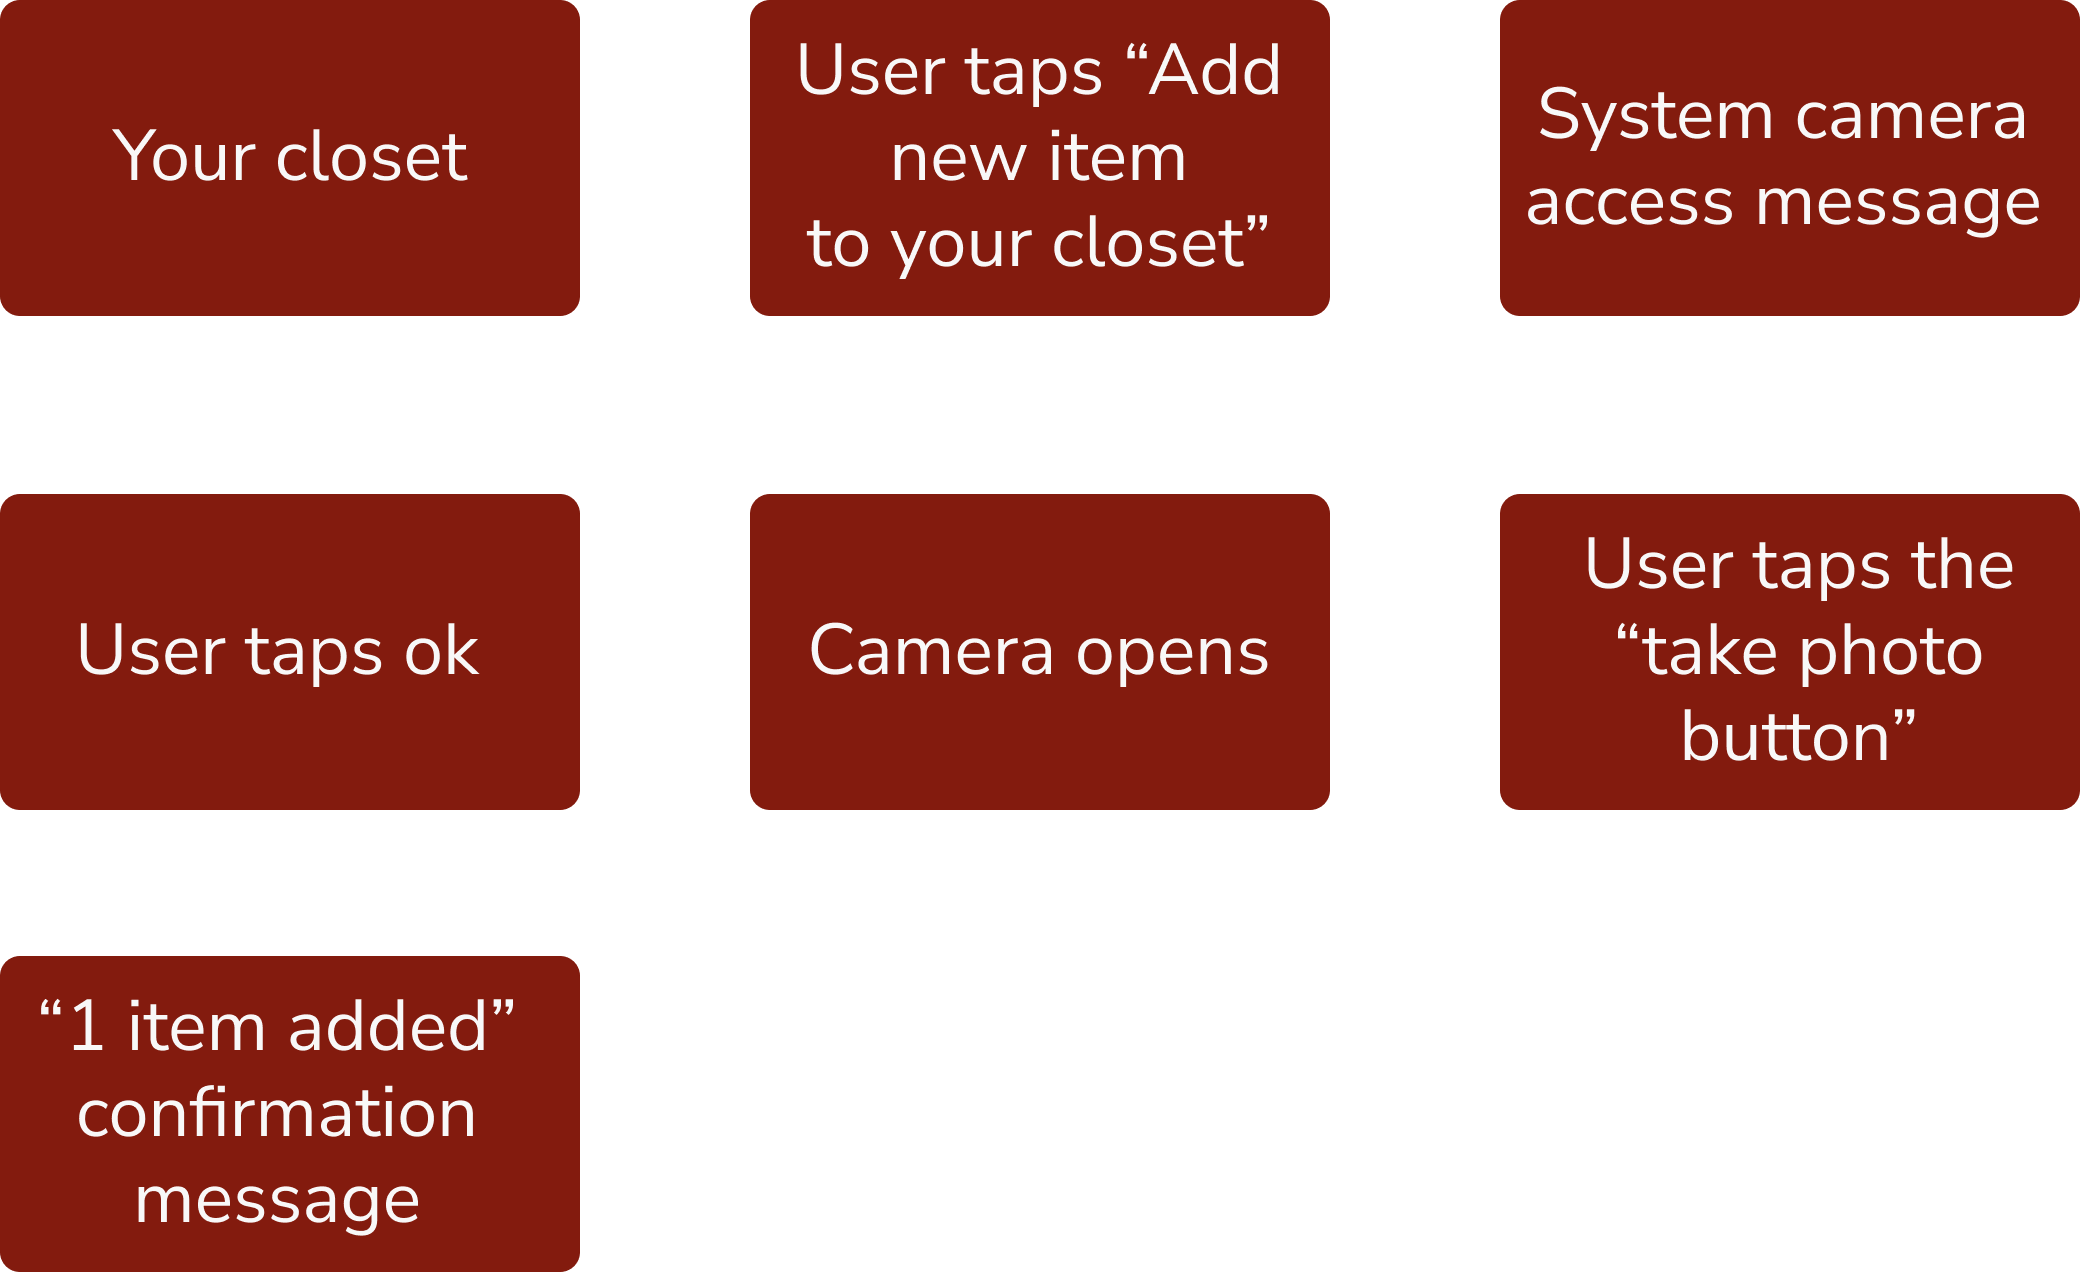 Your closet
User taps “Add
new item
to your closet”
System camera
access message
User taps ok
Camera opens
User taps the
“take photo
button”
“1 item added”
confirmation
message